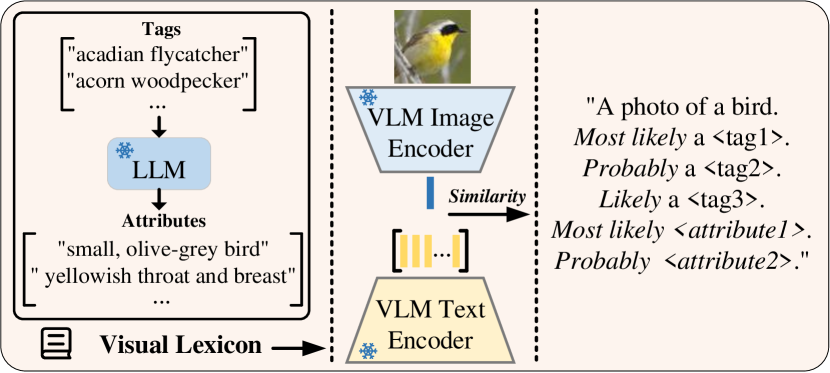 Tags
"acadian flycatcher"
"acorn woodpecker"
...
LLM
Attributes
"small, olive-grey bird"
" yellowish throat and breast"
...
Visual Lexicon
VLM Image
Encoder
Similarity
...
VLM Text
Encoder
"A photo of a bird.
Most likely a <tag1>.
Probably a <tag2>.
Likely a <tag3>.
Most likely <attribute1>.
Probably <attribute2>."